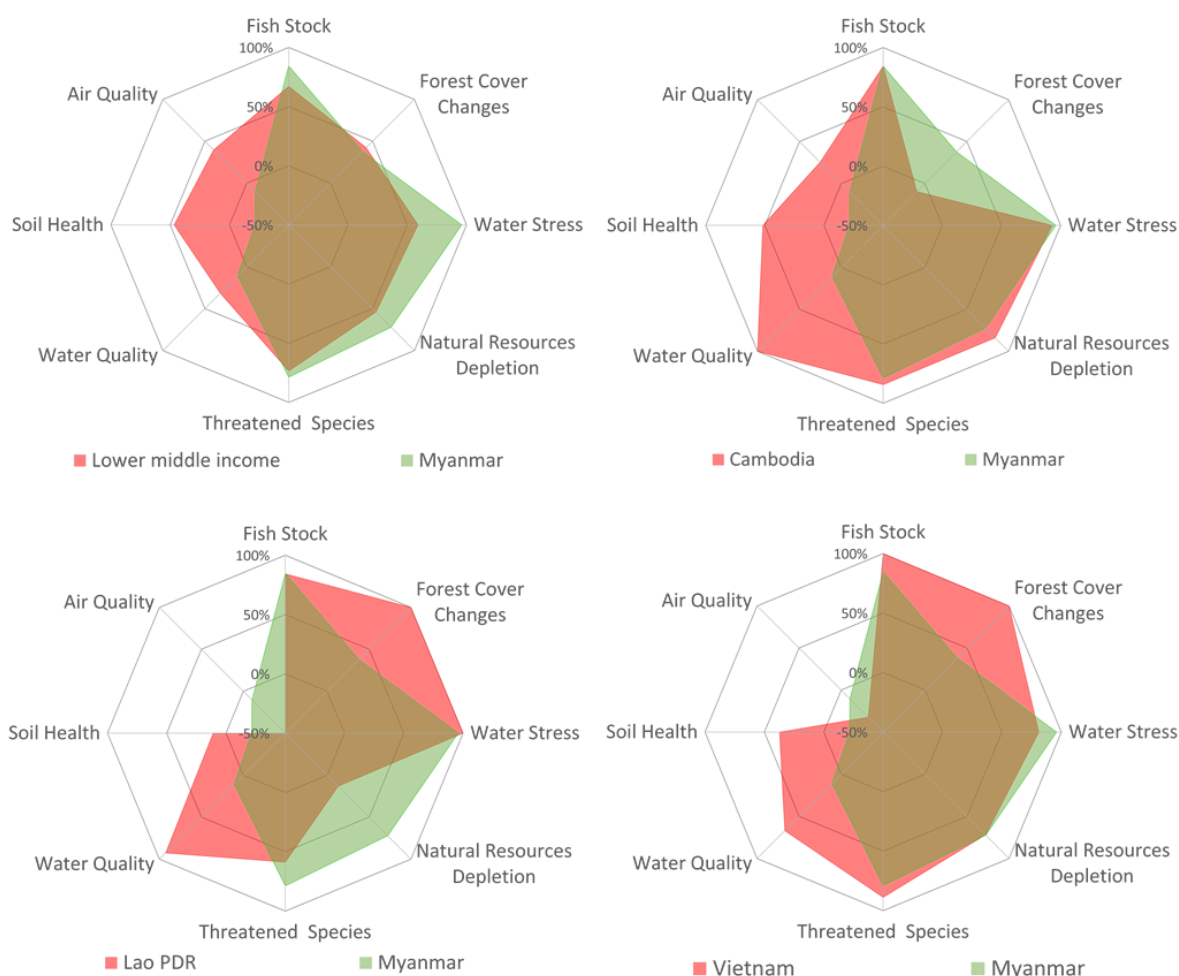 Fish Stock
100%
Forest Cover
Changes
Air Quality
50%
0%
Soil Health
-50%
Water Stress
Water Quality
Natural Resources
Depletion
Threatened Species
Lower middle income
Myanmar
Fish Stock
100%
Forest Cover
Changes
Air Quality
50%
0%
Soil Health
-50%
Water Stress
Water Quality
Natural Resources
Depletion
Threatened Species
Cambodia
Myanmar
Fish Stock
100%
Forest Cover
Changes
Air Quality
50%
0%
Soil Health
-50%
Water Stress
Water Quality
Natural Resources
Depletion
Threatened Species
Lao PDR
Myanmar
Fish Stock
100%
Forest Cover
Changes
Air Quality
50%
0%
Soil Health
-50%
Water Stress
Water Quality
Natural Resources
Depletion
Threatened Species
Vietnam
Myanmar